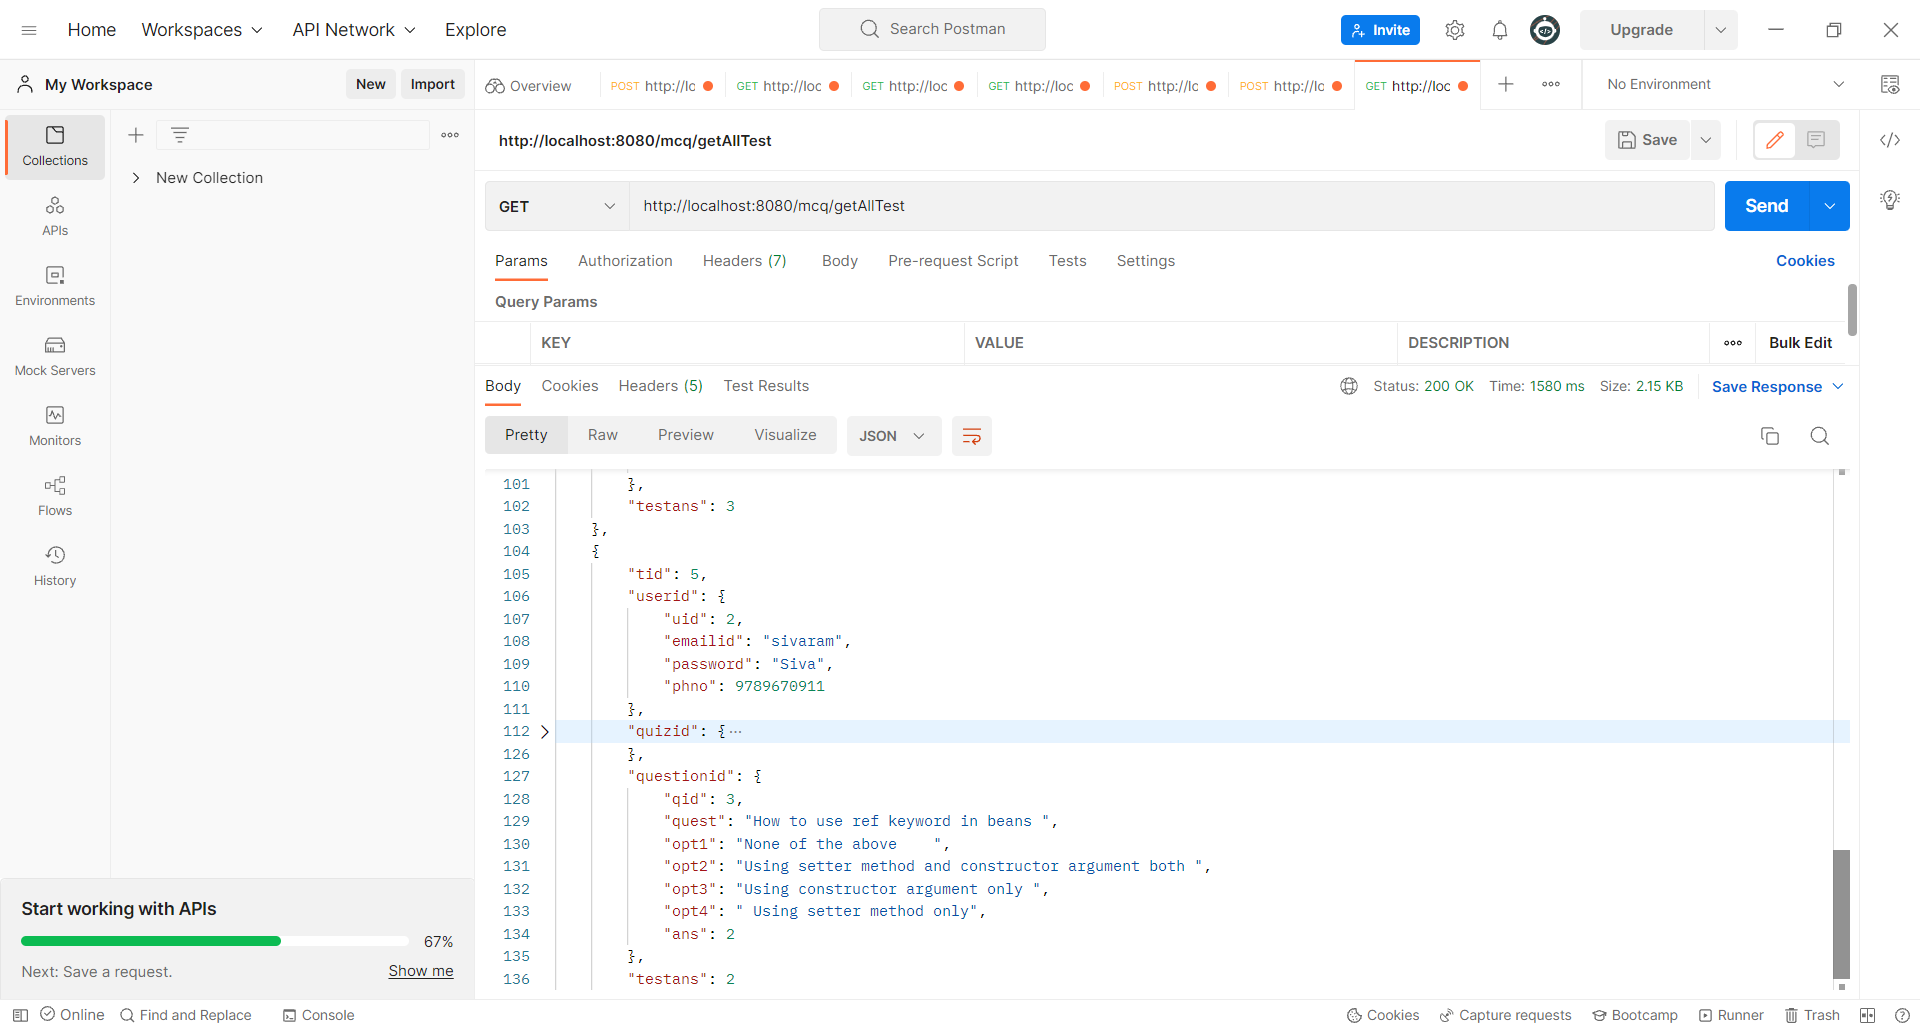 Home Workspaces API Network Explore Search Postman Invite Upgrade
My Workspace New Import Overview POST http://lc GET http://loc GET http://loc GET http://loc POST http://lc POST http://lc GET http://loc No Environment
Collections
APIs
Environments
Mock Servers
Monitors
Flows
History
New Collection
http://localhost:8080/mcq/getAllTest Save
GET http://localhost:8080/mcq/getAllTest Send
Params Authorization Headers (7) Body Pre-request Script Tests Settings Cookies
Query Params
KEY VALUE DESCRIPTION Bulk Edit
Body Cookies Headers (5) Test Results Status: 200 OK Time: 1580 ms Size: 2.15 KB Save Response
Pretty Raw Preview Visualize JSON
101 },
102 "testans": 3
103 },
104 {
105 "tid": 5,
106 "userid": {
107 "uid": 2,
108 "emailid": "sivaram",
109 "password": "Siva",
110 "phno": 9789670911
111 },
112 "quizid": {···
126 },
127 "questionid": {
128 "qid": 3,
129 "quest": "How to use ref keyword in beans ",
130 "opt1": "None of the above    ",
131 "opt2": "Using setter method and constructor argument both ",
132 "opt3": "Using constructor argument only ",
133 "opt4": " Using setter method only",
134 "ans": 2
135 },
136 "testans": 2
Start working with APIs
67%
Next: Save a request. Show me
Online Find and Replace Console Cookies Capture requests Bootcamp Runner Trash